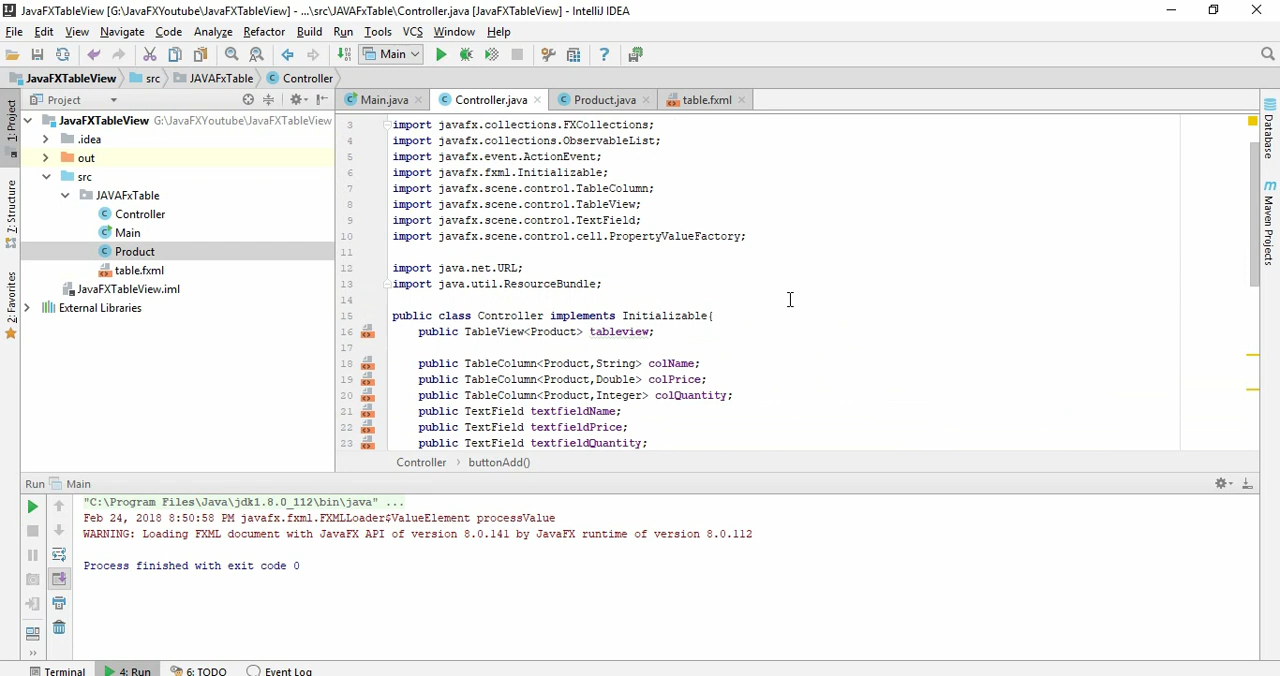 JavaFXTableView [G:\JavaFXYoutube\JavaFXTableView] - ...\src\JAVAFxTable\Controller.java [JavaFXTableView] - IntelliJ IDEA
File Edit View Navigate Code Analyze Refactor Build Run Tools VCS Window Help
Main
JavaFXTableView src JAVAFxTable Controller
Project
Main.java Controller.java Product.java table.fxml
1: Project
Z: Structure
2: Favorites
JavaFXTableView G:\JavaFXYoutube\JavaFXTableView
.idea
out
src
JAVAFxTable
Controller
Main
Product
table.fxml
JavaFXTableView.iml
External Libraries
3 import javafx.collections.FXCollections;
4 import javafx.collections.ObservableList;
5 import javafx.event.ActionEvent;
6 import javafx.fxml.Initializable;
7 import javafx.scene.control.TableColumn;
8 import javafx.scene.control.TableView;
9 import javafx.scene.control.TextField;
10 import javafx.scene.control.cell.PropertyValueFactory;
11
12 import java.net.URL;
13 import java.util.ResourceBundle;
14
15 public class Controller implements Initializable{
16 public TableView<Product> tableview;
17
18 public TableColumn<Product,String> colName;
19 public TableColumn<Product,Double> colPrice;
20 public TableColumn<Product,Integer> colQuantity;
21 public TextField textfieldName;
22 public TextField textfieldPrice;
23 public TextField textfieldQuantity;
Controller > buttonAdd()
Database
m Maven Projects
Run Main
"C:\Program Files\Java\jdk1.8.0_112\bin\java" ...
Feb 24, 2018 8:50:58 PM javafx.fxml.FXMLLoader$ValueElement processValue
WARNING: Loading FXML document with JavaFX API of version 8.0.141 by JavaFX runtime of version 8.0.112
Process finished with exit code 0
Terminal 4: Run 6: TODO Event Log